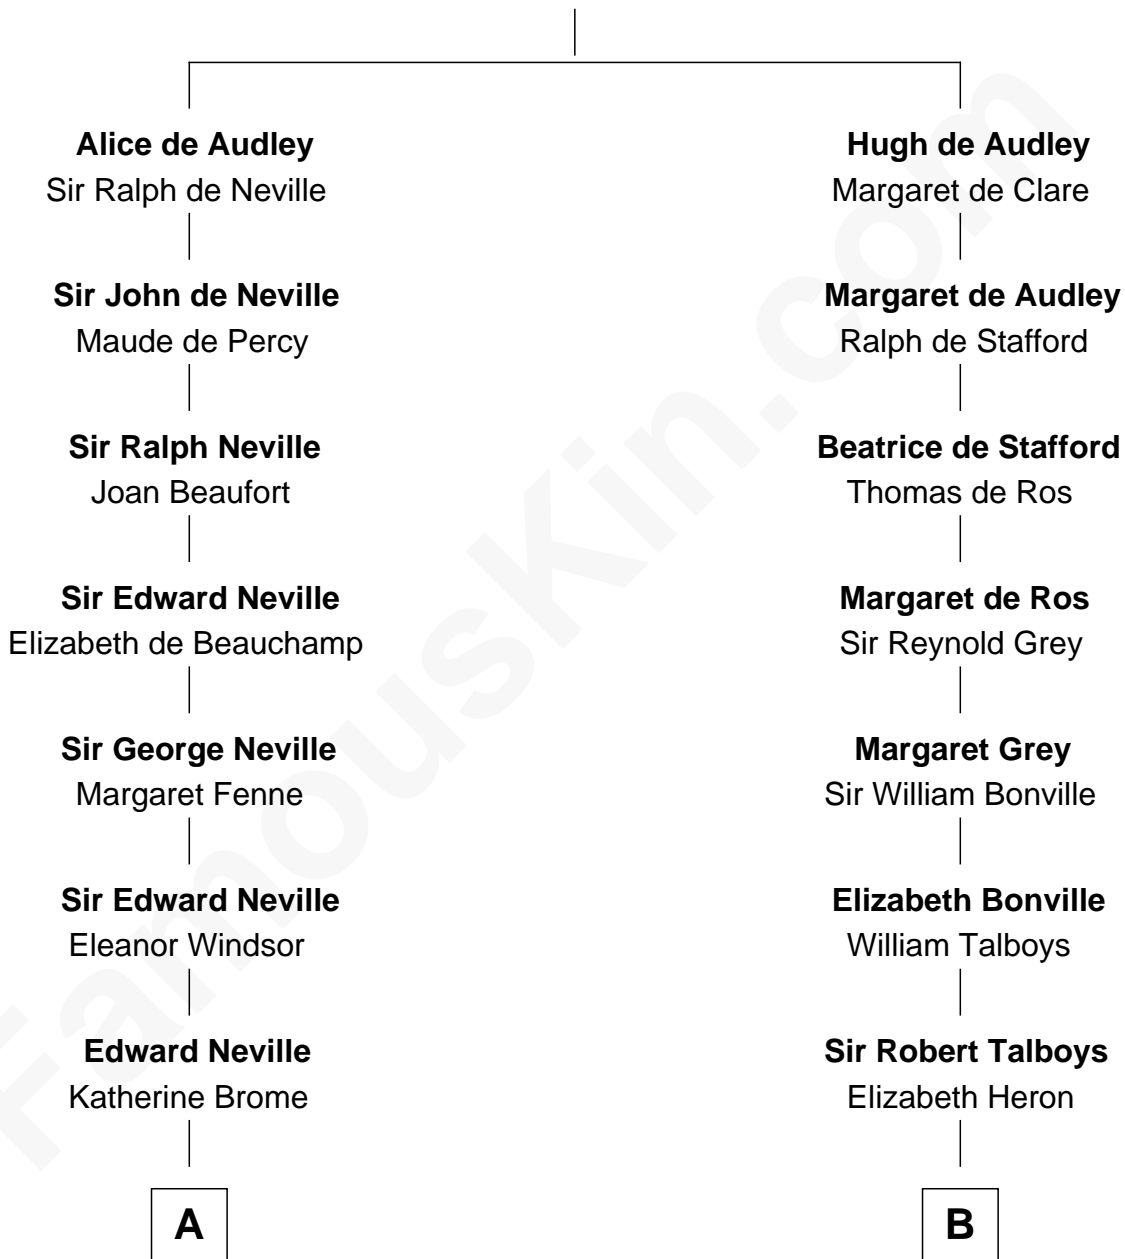 Alice de Audley
Sir Ralph de Neville
Sir John de Neville
Maude de Percy
Sir Ralph Neville
Joan Beaufort
Sir Edward Neville
Elizabeth de Beauchamp
Sir George Neville
Margaret Fenne
Sir Edward Neville
Eleanor Windsor
Edward Neville
Katherine Brome
A
Hugh de Audley
Margaret de Clare
Margaret de Audley
Ralph de Stafford
Beatrice de Stafford
Thomas de Ros
Margaret de Ros
Sir Reynold Grey
Margaret Grey
Sir William Bonville
Elizabeth Bonville
William Talboys
Sir Robert Talboys
Elizabeth Heron
B
FamousKin.com